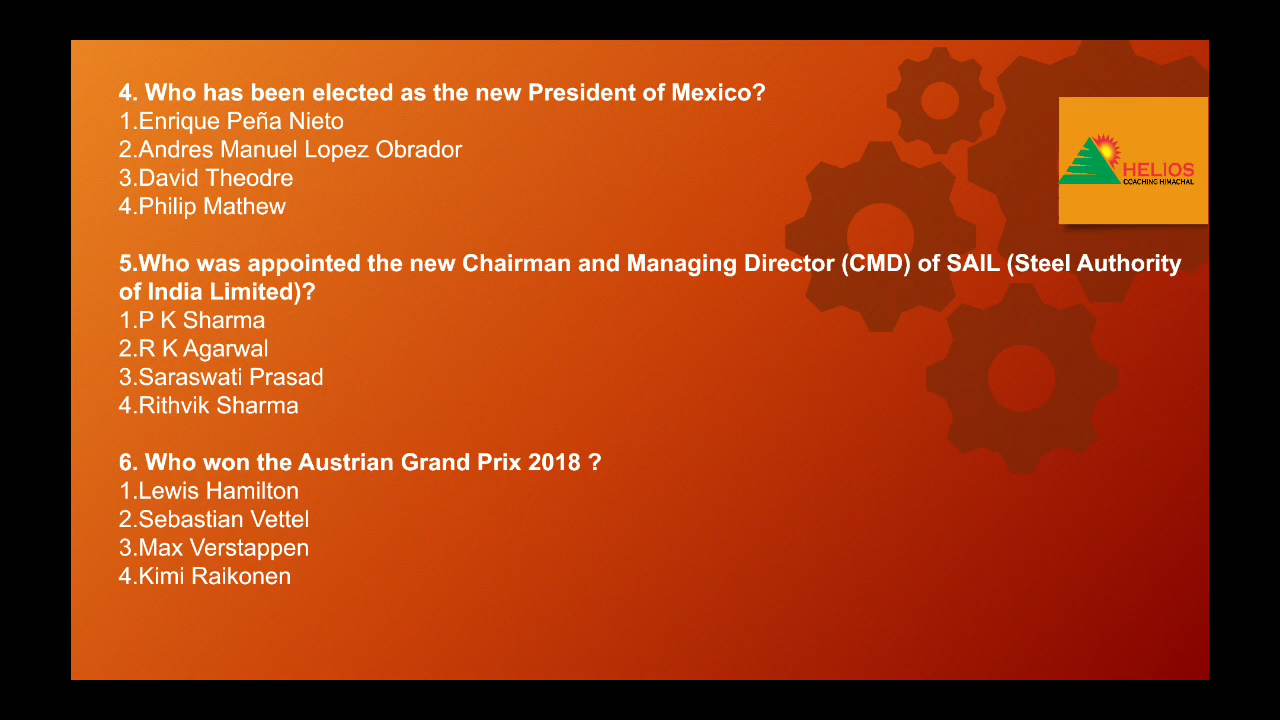 4. Who has been elected as the new President of Mexico?
1.Enrique Peña Nieto
2.Andres Manuel Lopez Obrador
3.David Theodre
4.Philip Mathew
HELIOS
COACHING HIMACHAL
5.Who was appointed the new Chairman and Managing Director (CMD) of SAIL (Steel Authority
of India Limited)?
1.P K Sharma
2.R K Agarwal
3.Saraswati Prasad
4.Rithvik Sharma
6. Who won the Austrian Grand Prix 2018 ?
1.Lewis Hamilton
2.Sebastian Vettel
3.Max Verstappen
4.Kimi Raikonen